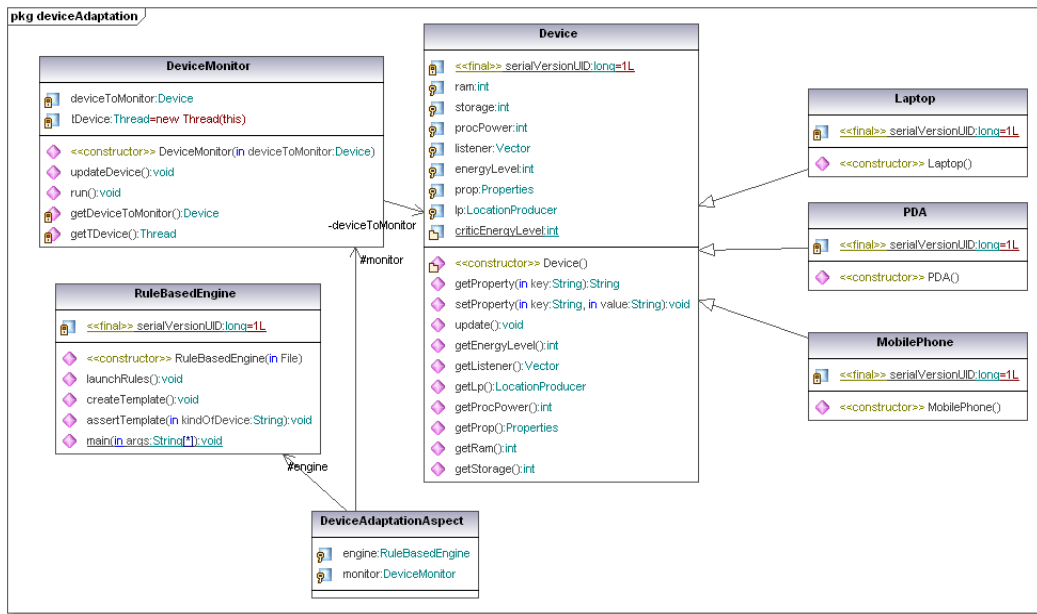 pkg deviceAdaptation
DeviceMonitor
deviceToMonitor:Device
tDevice:Thread=new Thread(this)
<<constructor>> DeviceMonitor(in deviceToMonitor:Device)
updateDevice():void
run():void
getDeviceToMonitor():Device
getTDevice():Thread
-deviceToMonitor
#monitor
RuleBasedEngine
<<final>> serialVersionUID:long=1L
<<constructor>> RuleBasedEngine(in File)
launchRules():void
createTemplate():void
assertTemplate(in kindOfDevice:String):void
main(in args:String[*]):void
#engine
DeviceAdaptationAspect
engine:RuleBasedEngine
monitor:DeviceMonitor
Device
<<final>> serialVersionUID:long=1L
ram:int
storage:int
procPower:int
listener:Vector
energyLevel:int
prop:Properties
lp:LocationProducer
criticEnergyLevel:int
<<constructor>> Device()
getProperty(in key:String):String
setProperty(in key:String, in value:String):void
update():void
getEnergyLevel():int
getListener():Vector
getLp():LocationProducer
getProcPower():int
getProp():Properties
getRam():int
getStorage():int
Laptop
<<final>> serialVersionUID:long=1L
<<constructor>> Laptop()
PDA
<<final>> serialVersionUID:long=1L
<<constructor>> PDA()
MobilePhone
<<final>> serialVersionUID:long=1L
<<constructor>> MobilePhone()